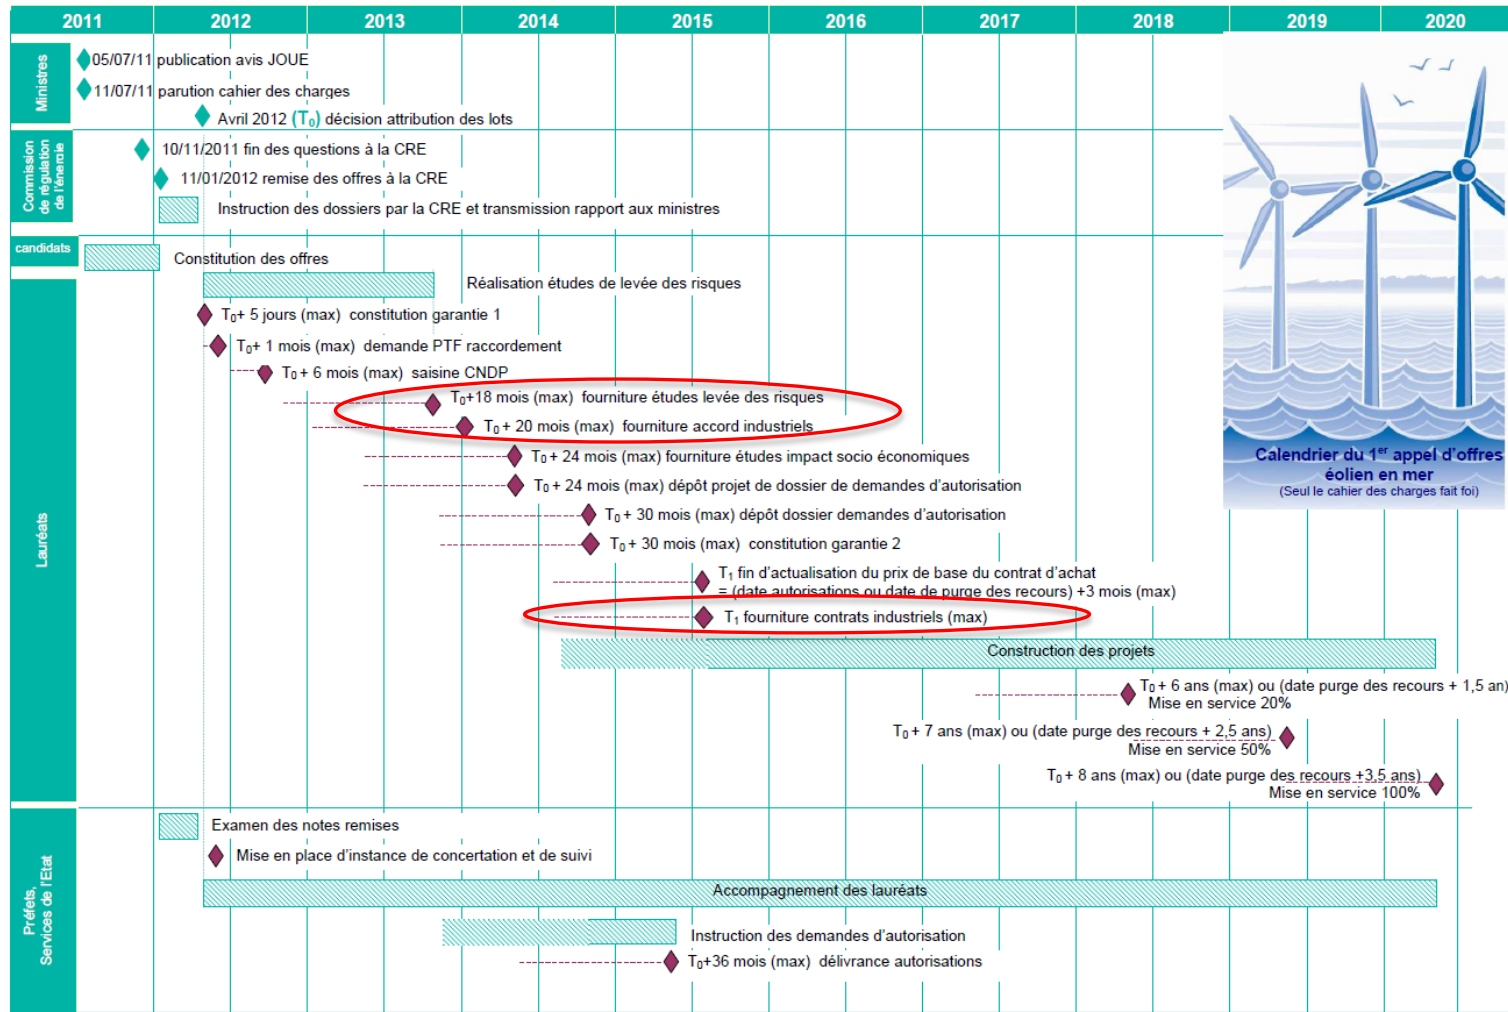 2011 2012 2013 2014 2015 2016 2017 2018 2019 2020
Ministres
05/07/11 publication avis JOUE
11/07/11 parution cahier des charges
Avril 2012 (T0) décision attribution des lots
Commission
de régulation
de l'énergie
10/11/2011 fin des questions à la CRE
11/01/2012 remise des offres à la CRE
Instruction des dossiers par la CRE et transmission rapport aux ministres
candidats
Constitution des offres
Lauréats
Réalisation études de levée des risques
T0+ 5 jours (max) constitution garantie 1
T0+ 1 mois (max) demande PTF raccordement
T0 + 6 mois (max) saisine CNDP
T0+18 mois (max) fourniture études levée des risques
T0 + 20 mois (max) fourniture accord industriels
T0 + 24 mois (max) fourniture études impact socio économiques
T0 + 24 mois (max) dépôt projet de dossier de demandes d'autorisation
T0 + 30 mois (max) dépôt dossier demandes d'autorisation
T0 + 30 mois (max) constitution garantie 2
T1 fin d'actualisation du prix de base du contrat d'achat
= (date autorisations ou date de purge des recours) +3 mois (max)
T1 fourniture contrats industriels (max)
Construction des projets
T0 + 6 ans (max) ou (date purge des recours + 1,5 an)
Mise en service 20%
T0 + 7 ans (max) ou (date purge des recours + 2,5 ans)
Mise en service 50%
T0 + 8 ans (max) ou (date purge des recours +3,5 ans)
Mise en service 100%
Préfets,
Services de l'Etat
Examen des notes remises
Mise en place d'instance de concertation et de suivi
Accompagnement des lauréats
Instruction des demandes d'autorisation
T0+36 mois (max) délivrance autorisations
Calendrier du 1er appel d'offres
éolien en mer
(Seul le cahier des charges fait foi)